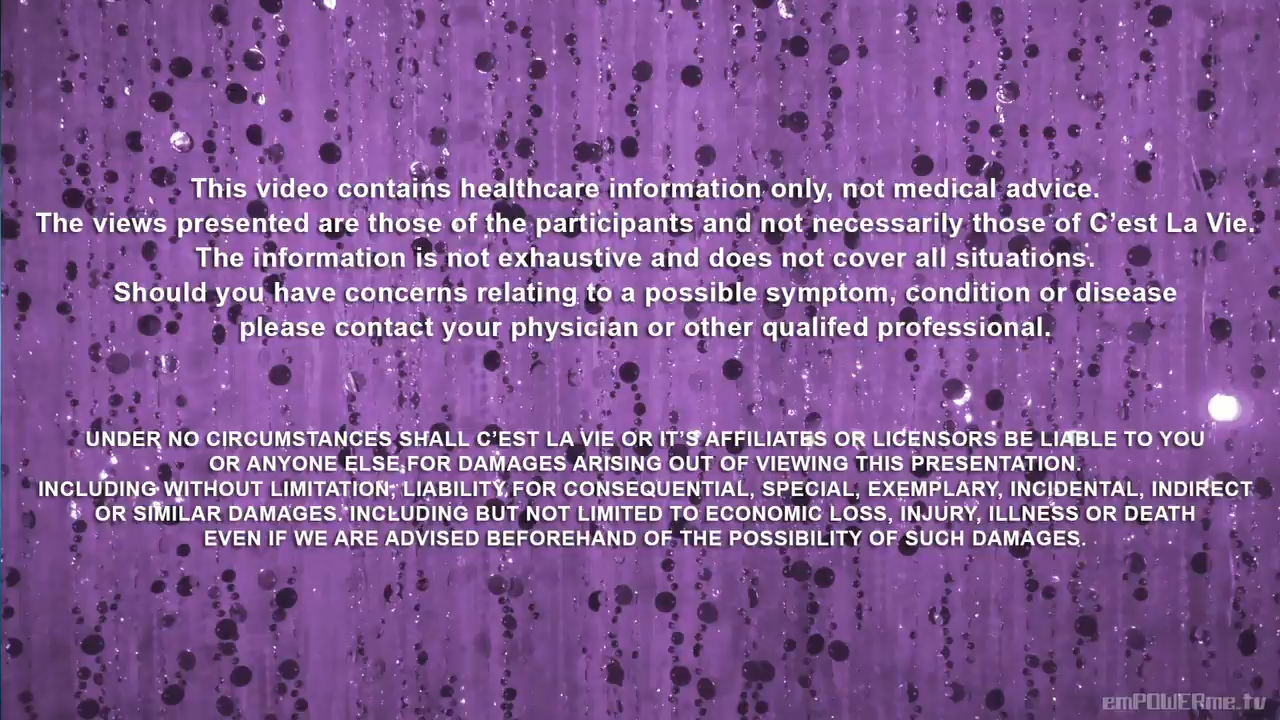 This video contains healthcare information only, not medical advice.
The views presented are those of the participants and not necessarily those of C’est La Vie.
The information is not exhaustive and does not cover all situations.
Should you have concerns relating to a possible symptom, condition or disease
please contact your physician or other qualifed professional.
UNDER NO CIRCUMSTANCES SHALL C’EST LA VIE OR IT’S AFFILIATES OR LICENSORS BE LIABLE TO YOU
OR ANYONE ELSE FOR DAMAGES ARISING OUT OF VIEWING THIS PRESENTATION.
INCLUDING WITHOUT LIMITATION, LIABILITY FOR CONSEQUENTIAL, SPECIAL, EXEMPLARY, INCIDENTAL, INDIRECT
OR SIMILAR DAMAGES. INCLUDING BUT NOT LIMITED TO ECONOMIC LOSS, INJURY, ILLNESS OR DEATH
EVEN IF WE ARE ADVISED BEFOREHAND OF THE POSSIBILITY OF SUCH DAMAGES.
emPOWERme.tv